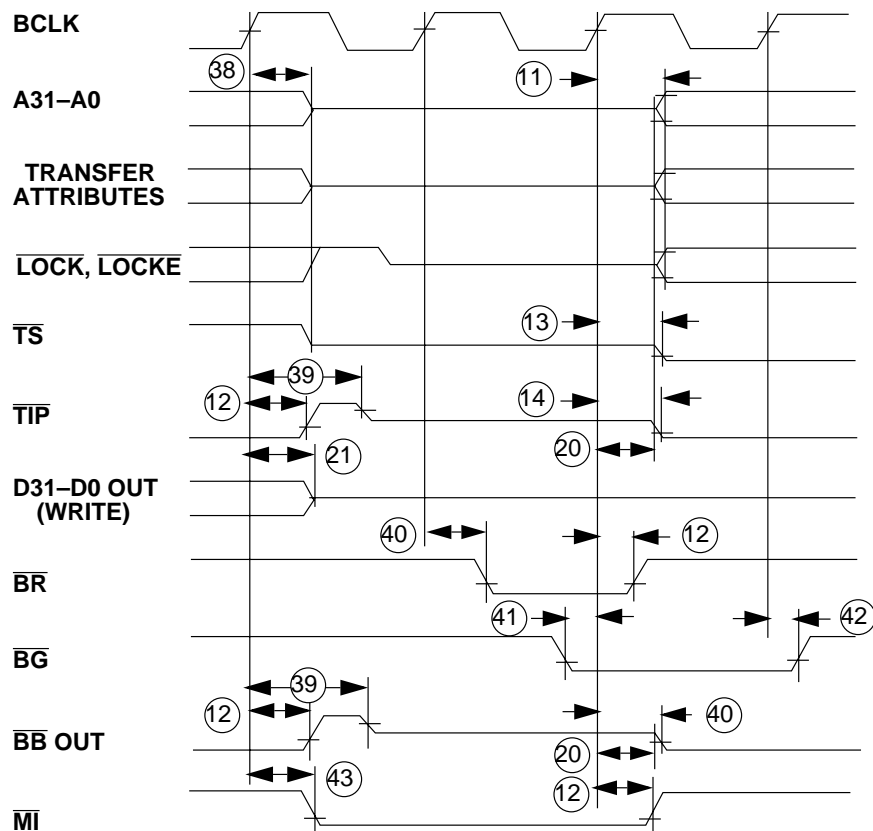 BCLK
38
11
A31–A0
TRANSFER
ATTRIBUTES
LOCK, LOCKE
13
TS
39
12
14
TIP
21
20
D31–D0 OUT
(WRITE)
40
12
BR
41
42
BG
39
12
40
BB OUT
20
43
12
MI